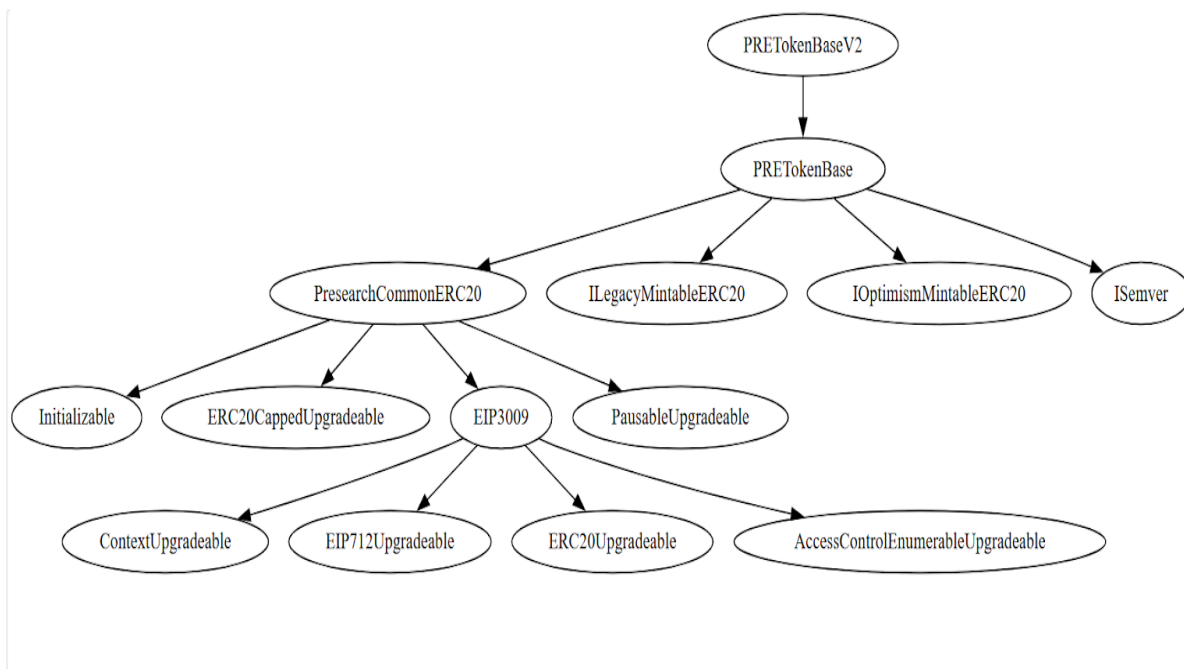 PRETokenBaseV2
PRETokenBase
PresearchCommonERC20
ILegacyMintableERC20
IOptimismMintableERC20
ISemver
Initializable
ERC20CappedUpgradeable
EIP3009
PausableUpgradeable
ContextUpgradeable
EIP712Upgradeable
ERC20Upgradeable
AccessControlEnumerableUpgradeable